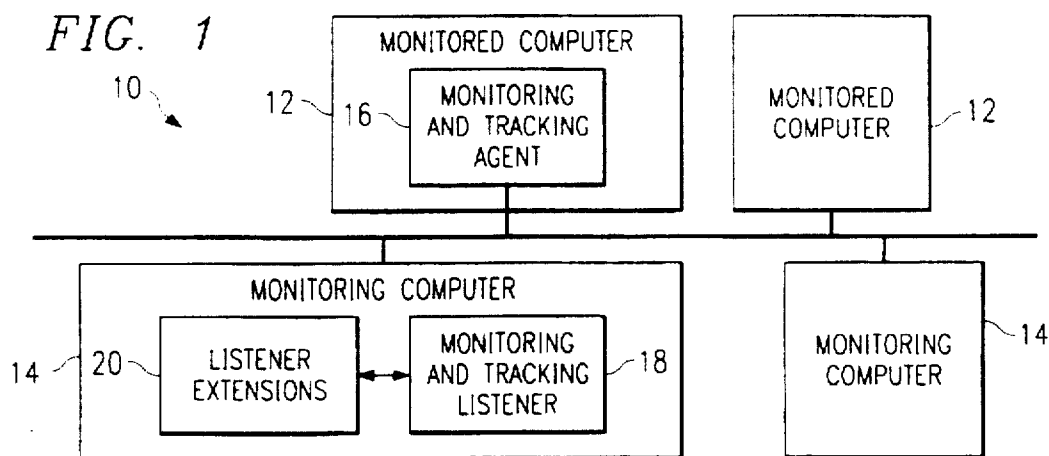 FIG. 1
10
MONITORED COMPUTER
12
16
MONITORING
AND TRACKING
AGENT
MONITORED
COMPUTER
12
MONITORING COMPUTER
14
20
LISTENER
EXTENSIONS
MONITORING
AND TRACKING
LISTENER
18
MONITORING
COMPUTER
14